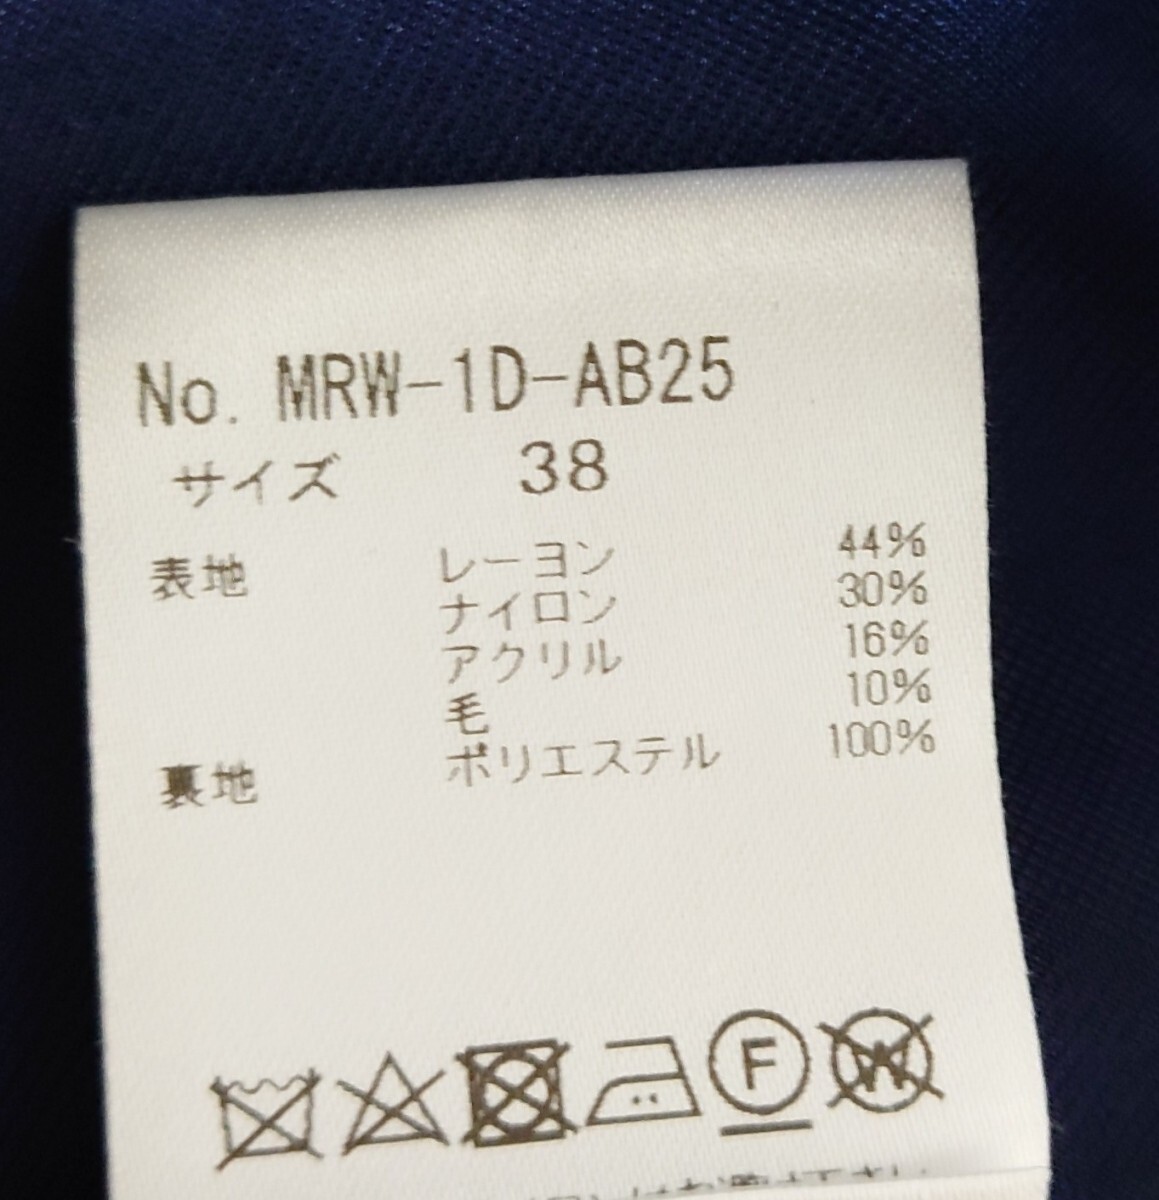 No. MRW-1D-AB25
サイズ 38
表地 レーヨン 44%
ナイロン 30%
アクリル 16%
毛 10%
裏地 ポリエステル 100%
F W